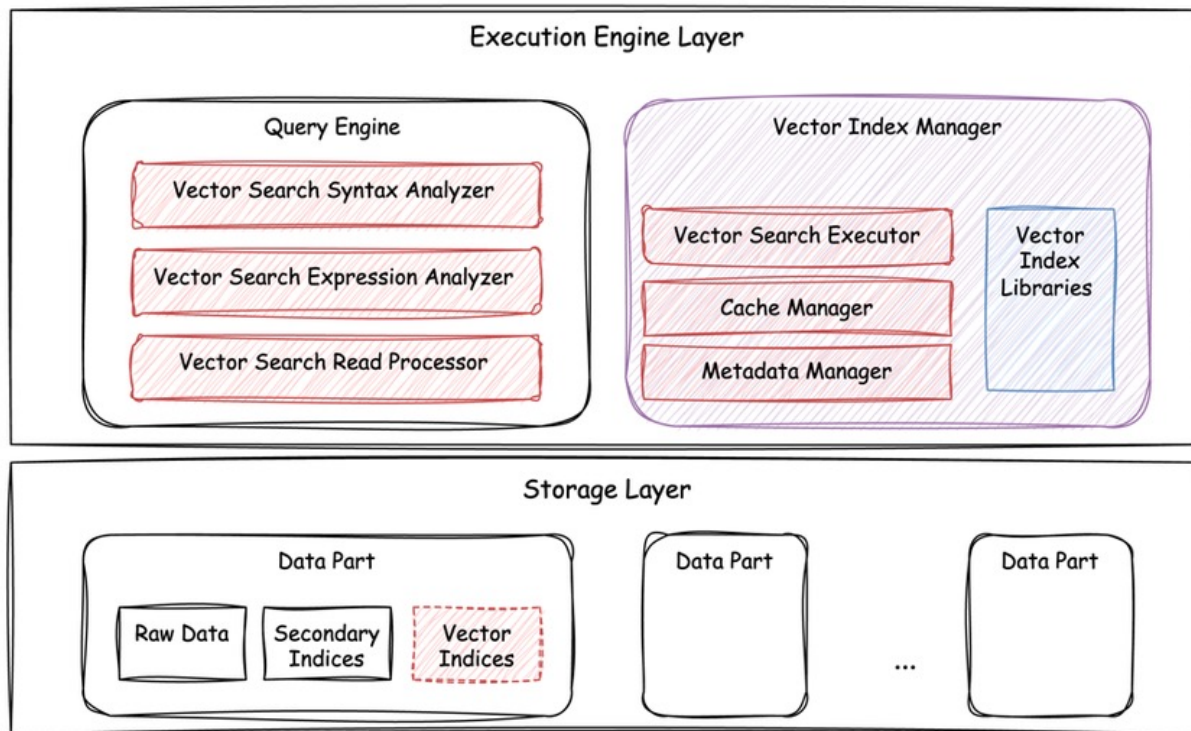 Execution Engine Layer
Query Engine
Vector Search Syntax Analyzer
Vector Search Expression Analyzer
Vector Search Read Processor
Vector Index Manager
Vector Search Executor
Cache Manager
Metadata Manager
Vector
Index
Libraries
Storage Layer
Data Part
Raw Data
Secondary
Indices
Vector
Indices
Data Part
...
Data Part